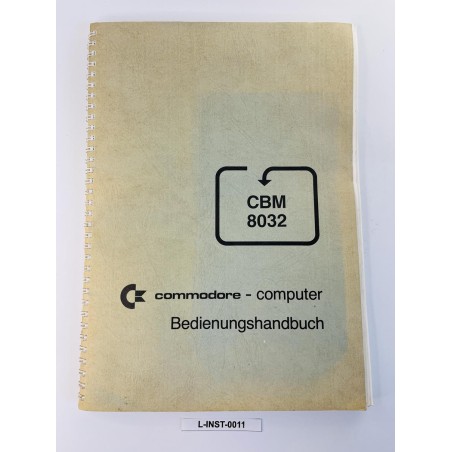 CBM
8032
commodore - computer
Bedienungshandbuch
L-INST-0011